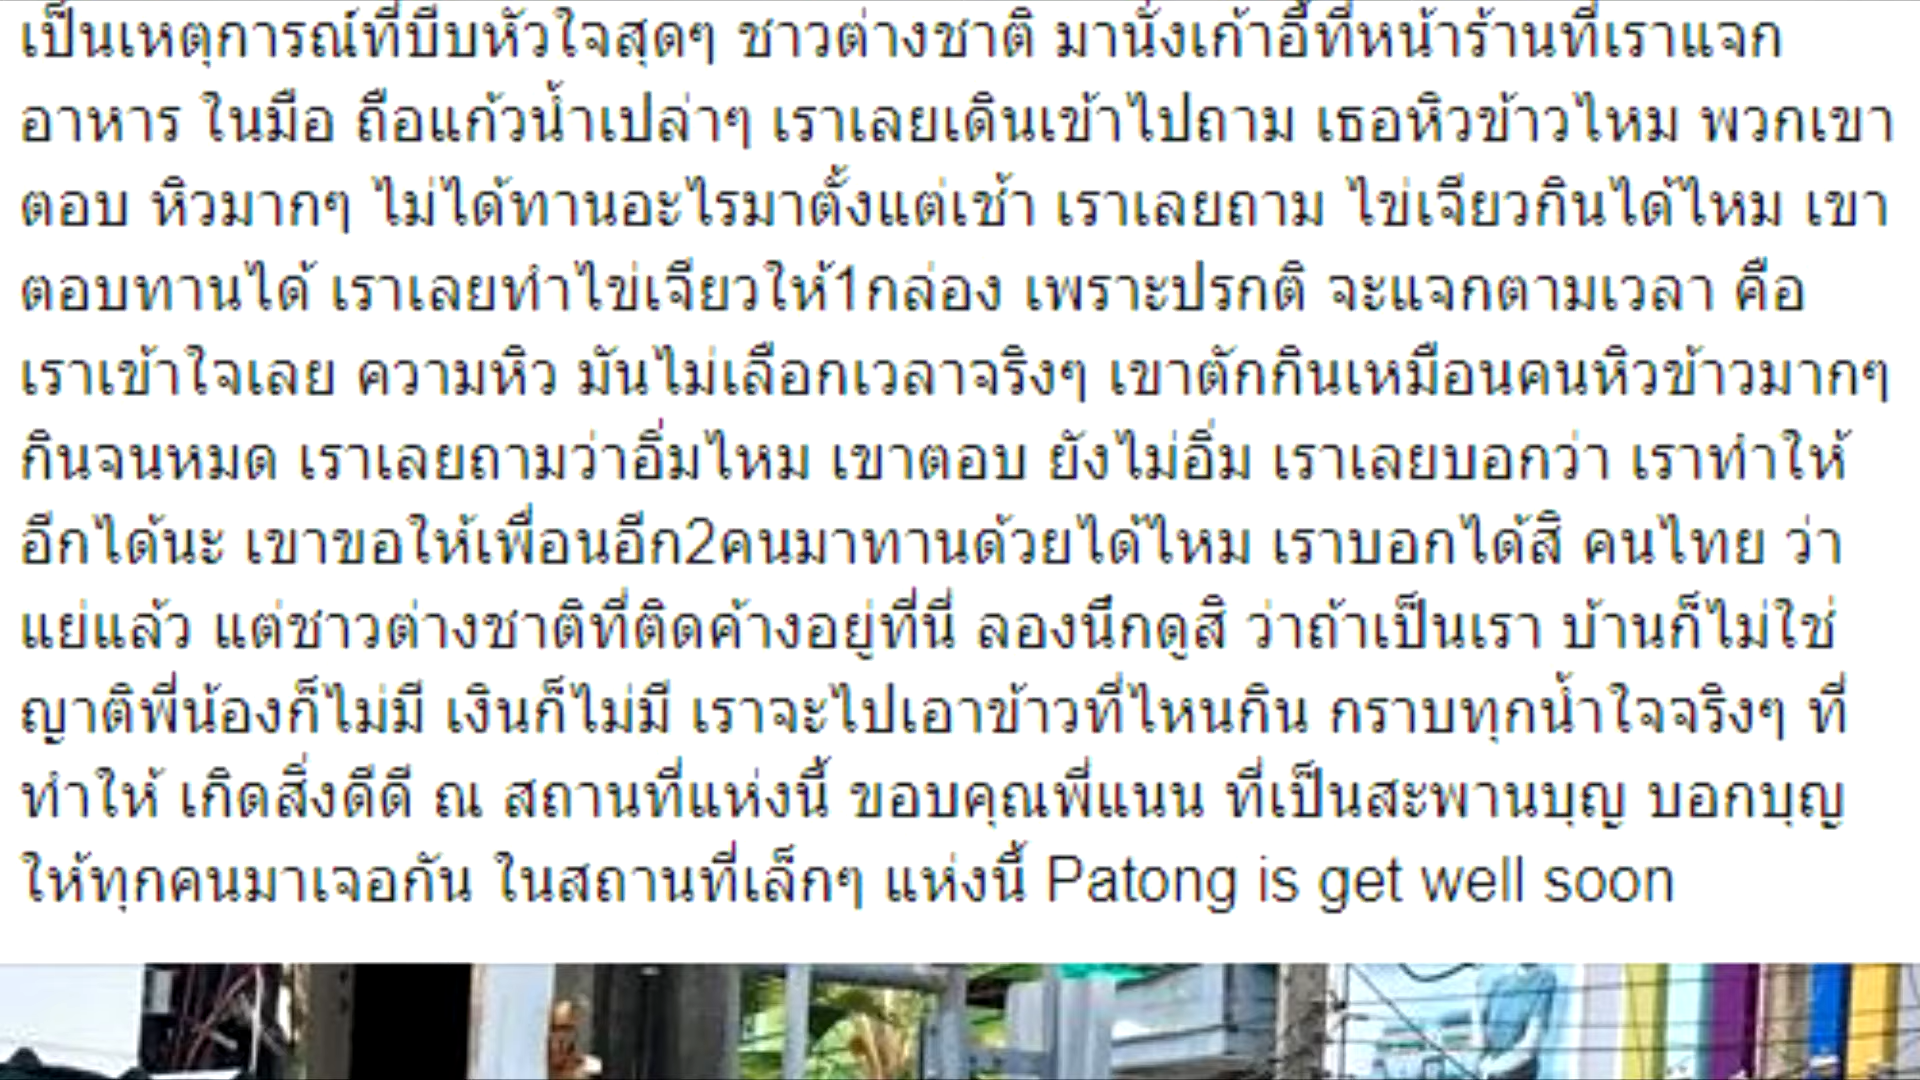 เป็นเหตุการณ์ที่บีบหัวใจสุดๆ ชาวต่างชาติ มานั่งเก้าอี้ที่หน้าร้านที่เราแจก
อาหาร ในมือ ถือแก้วน้ำเปล่าๆ เราเลยเดินเข้าไปถาม เธอหิวข้าวไหม พวกเขา
ตอบ หิวมากๆ ไม่ได้ทานอะไรมาตั้งแต่เช้า เราเลยถาม ไข่เจียวกินได้ไหม เขา
ตอบทานได้ เราเลยทำไข่เจียวให้1กล่อง เพราะปรกติ จะแจกตามเวลา คือ
เราเข้าใจเลย ความหิว มันไม่เลือกเวลาจริงๆ เขาตักกินเหมือนคนหิวข้าวมากๆ
กินจนหมด เราเลยถามว่าอิ่มไหม เขาตอบ ยังไม่อิ่ม เราเลยบอกว่า เราทำให้
อีกได้นะ เขาขอให้เพื่อนอีก2คนมาทานด้วยได้ไหม เราบอกได้สิ คนไทย ว่า
แย่แล้ว แต่ชาวต่างชาติที่ติดค้างอยู่ที่นี่ ลองนึกดูสิ ว่าถ้าเป็นเรา บ้านก็ไม่ใช่
ญาติพี่น้องก็ไม่มี เงินก็ไม่มี เราจะไปเอาข้าวที่ไหนกิน กราบทุกน้ำใจจริงๆ ที่
ทำให้ เกิดสิ่งดีดี ณ สถานที่แห่งนี้ ขอบคุณพี่แนน ที่เป็นสะพานบุญ บอกบุญ
ให้ทุกคนมาเจอกัน ในสถานที่เล็กๆ แห่งนี้ Patong is get well soon